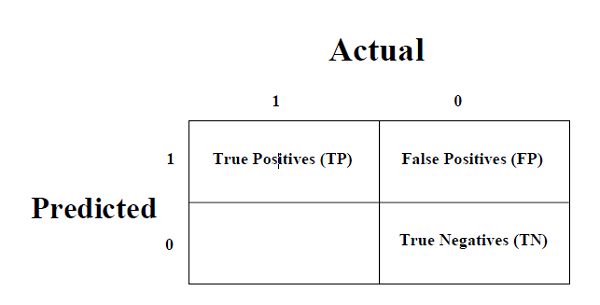 Actual
1 0
1 True Positives (TP) False Positives (FP)
Predicted
0 True Negatives (TN)